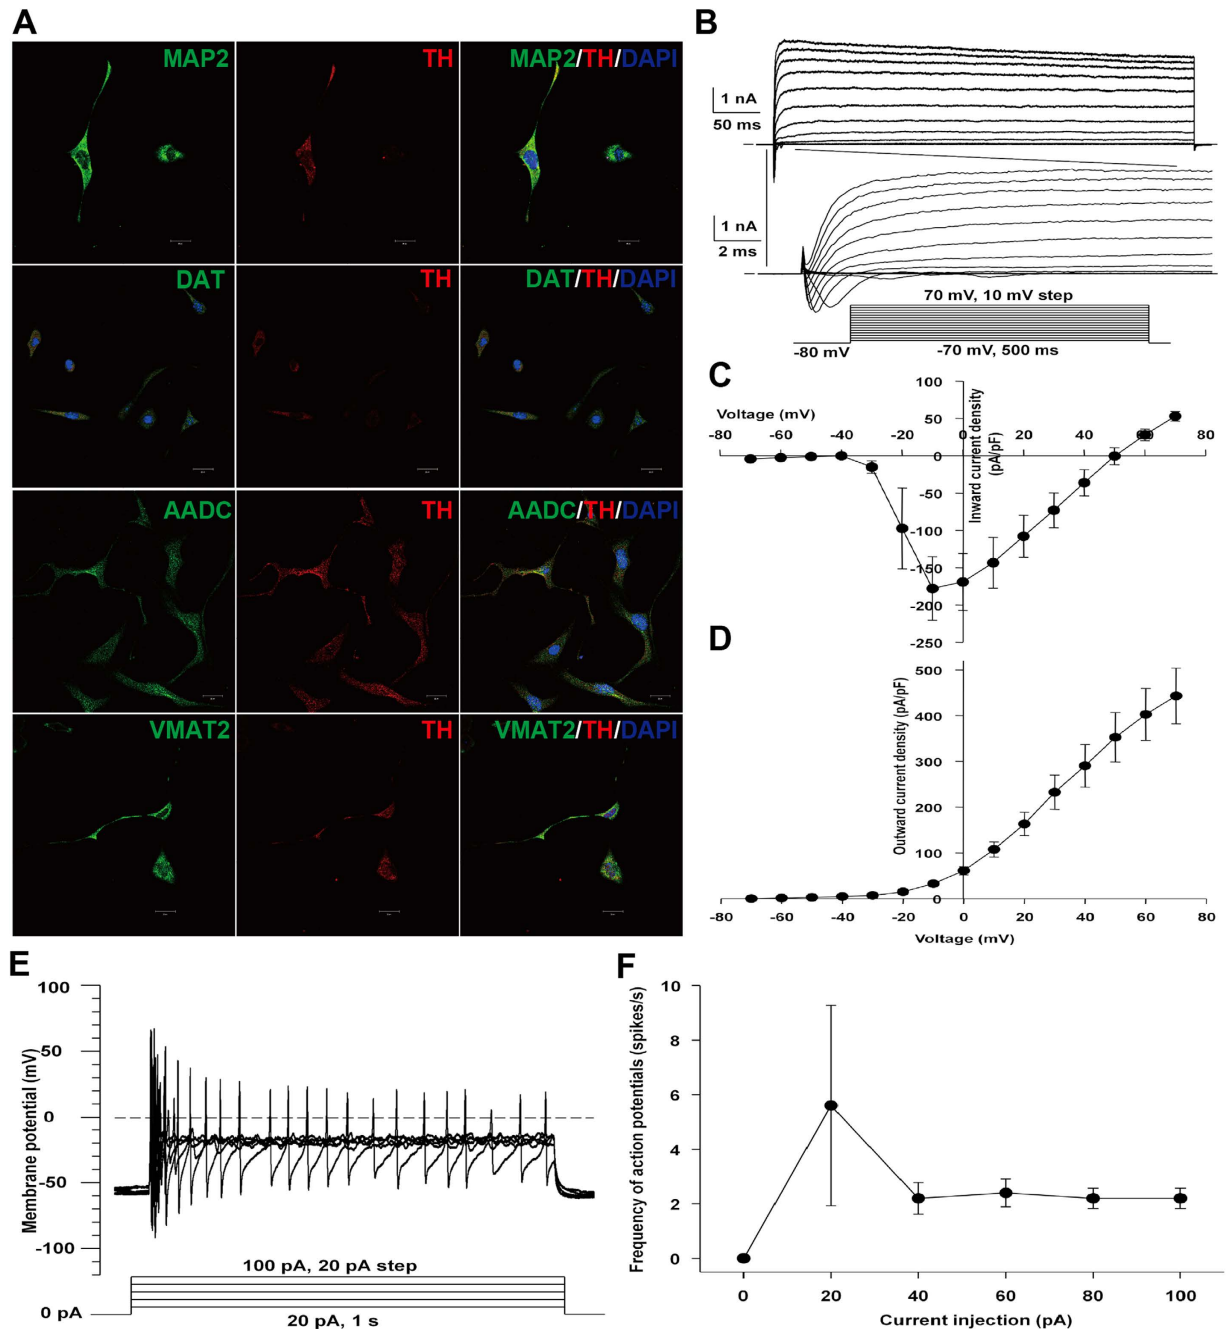 A
MAP2
TH
MAP2/TH/DAPI
DAT
TH
DAT/TH/DAPI
AADC
TH
AADC/TH/DAPI
VMAT2
TH
VMAT2/TH/DAPI
B
1 nA
50 ms
1 nA
2 ms
70 mV, 10 mV step
-80 mV
-70 mV, 500 ms
C
Voltage (mV)
-80 -60 -40 -20 0 20 40 60 80
100
50
0
-50
-100
-150
-200
-250
Inward current density
(pA/pF)
D
500
400
300
200
100
0
Outward current density (pA/pF)
-80 -60 -40 -20 0 20 40 60 80
Voltage (mV)
E
100
50
0
-50
-100
Membrane potential (mV)
100 pA, 20 pA step
0 pA
20 pA, 1 s
F
10
8
6
4
2
0
Frequency of action potentials (spikes/s)
0 20 40 60 80 100
Current injection (pA)